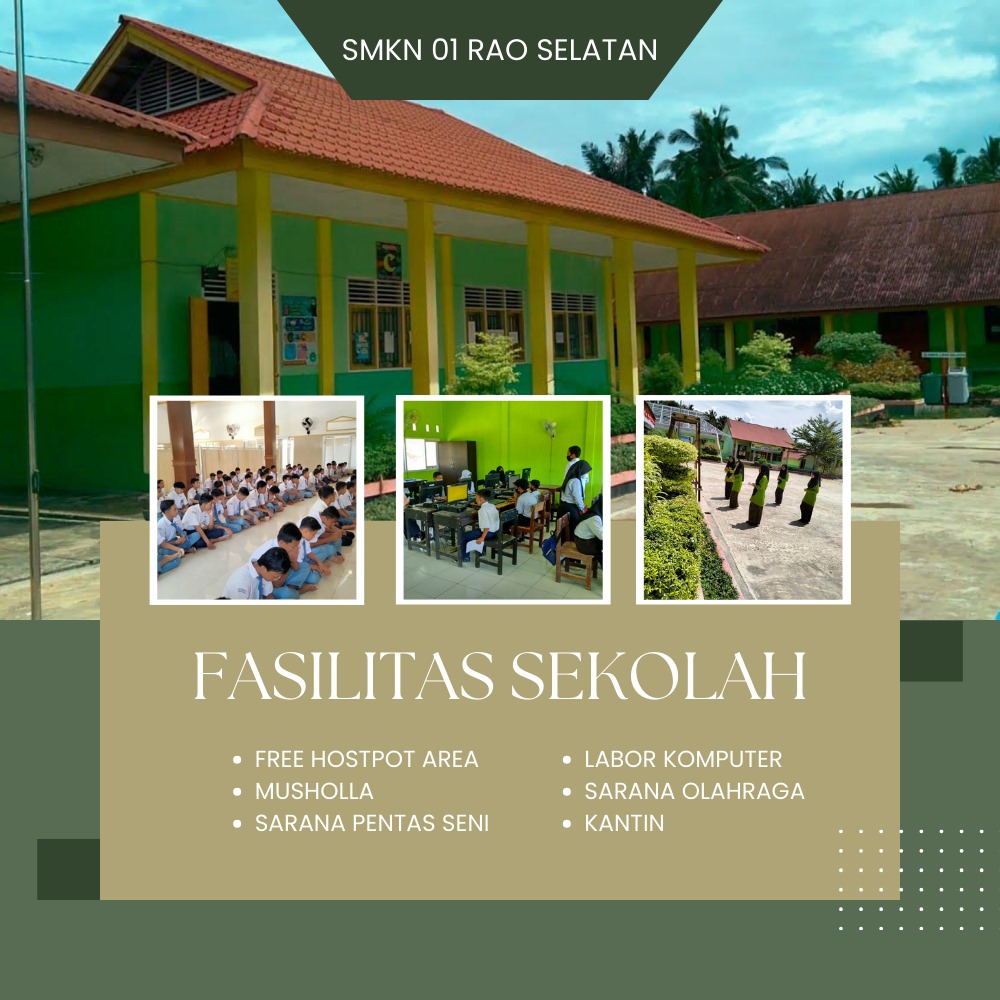 SMKN 01 RAO SELATAN
C
FASILITAS SEKOLAH
FREE HOSTPOT AREA
MUSHOLLA
SARANA PENTAS SENI
LABOR KOMPUTER
SARANA OLAHRAGA
KANTIN